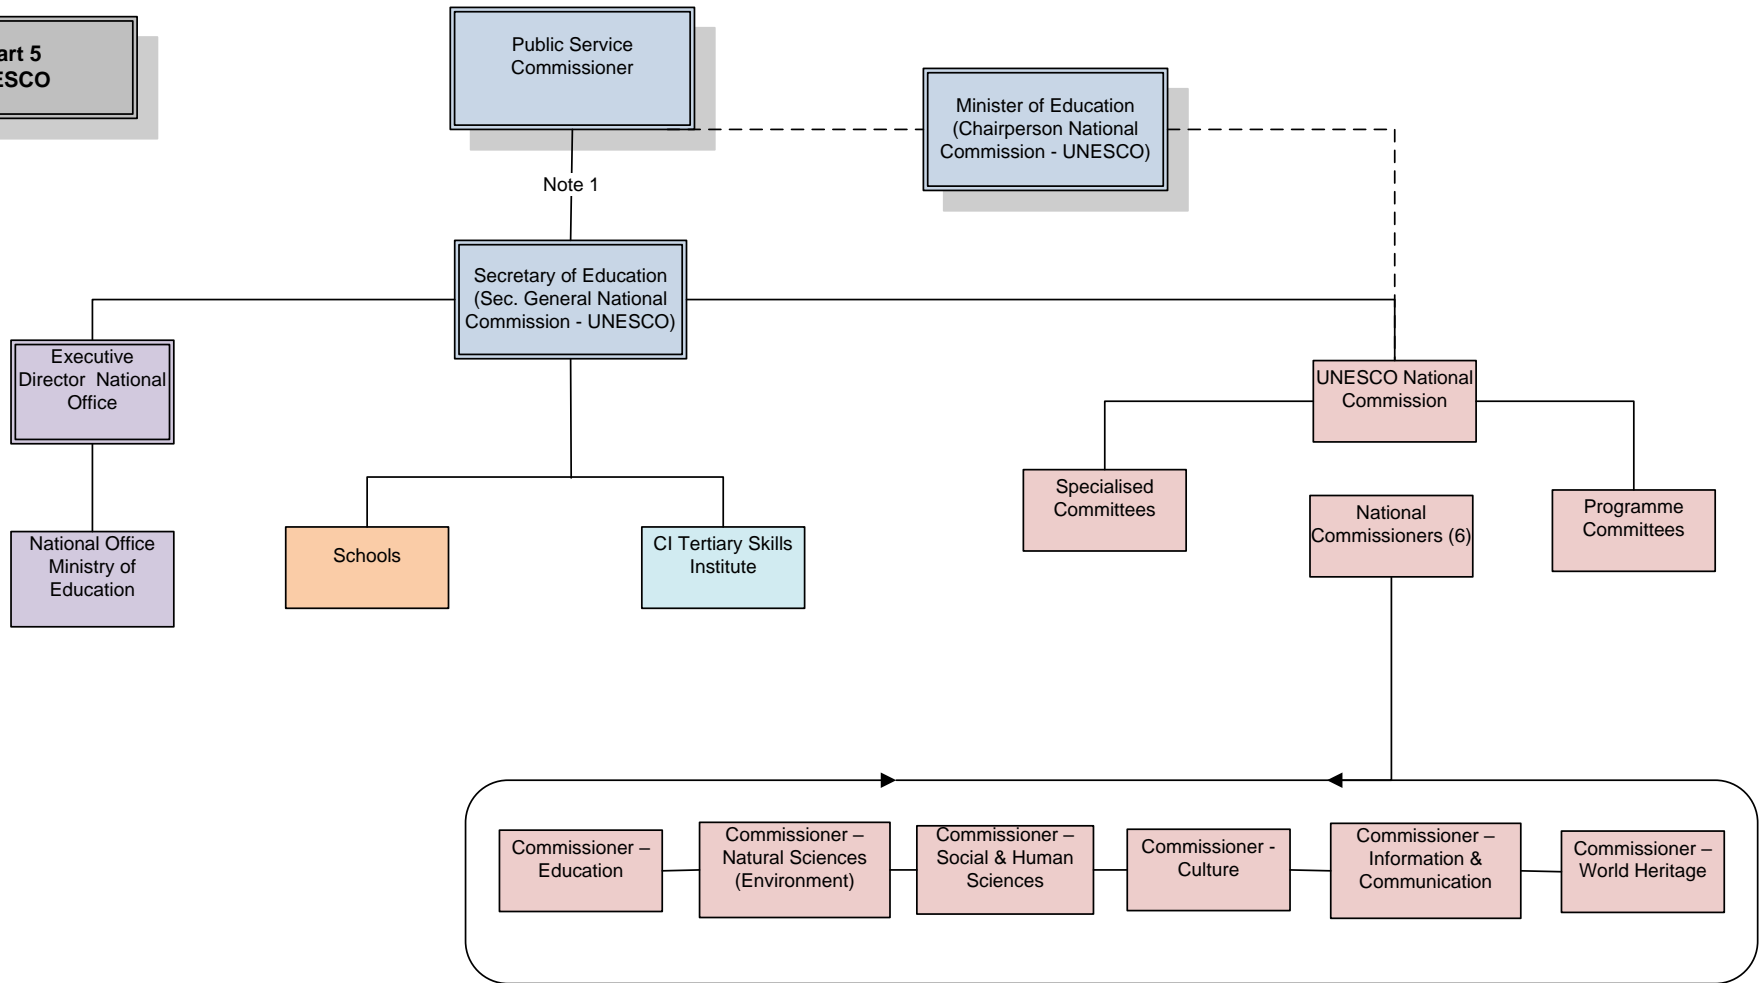 art 5
ESCO
Public Service
Commissioner
Minister of Education
(Chairperson National
Commission - UNESCO)
Note 1
Secretary of Education
(Sec. General National
Commission - UNESCO)
Executive
Director National
Office
UNESCO National
Commission
Specialised
Committees
National
Commissioners (6)
Programme
Committees
National Office
Ministry of
Education
Schools
CI Tertiary Skills
Institute
Commissioner –
Education
Commissioner –
Natural Sciences
(Environment)
Commissioner –
Social & Human
Sciences
Commissioner -
Culture
Commissioner –
Information &
Communication
Commissioner –
World Heritage